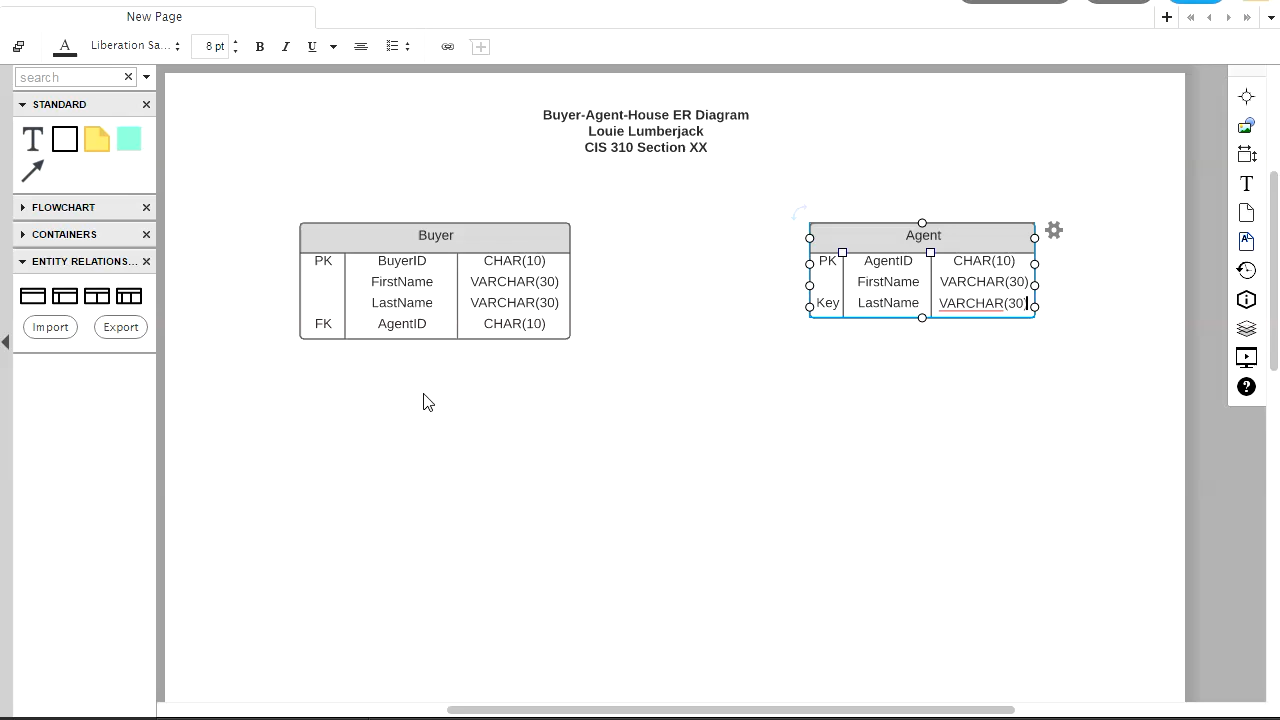 New Page
A Liberation Sa... 8 pt B I U
search
STANDARD
T
FLOWCHART
CONTAINERS
ENTITY RELATIONS...
Import Export
Buyer-Agent-House ER Diagram
Louie Lumberjack
CIS 310 Section XX
Buyer
PK BuyerID CHAR(10)
FirstName VARCHAR(30)
LastName VARCHAR(30)
FK AgentID CHAR(10)
Agent
PK AgentID CHAR(10)
FirstName VARCHAR(30)
Key LastName VARCHAR(30)
T
A
?